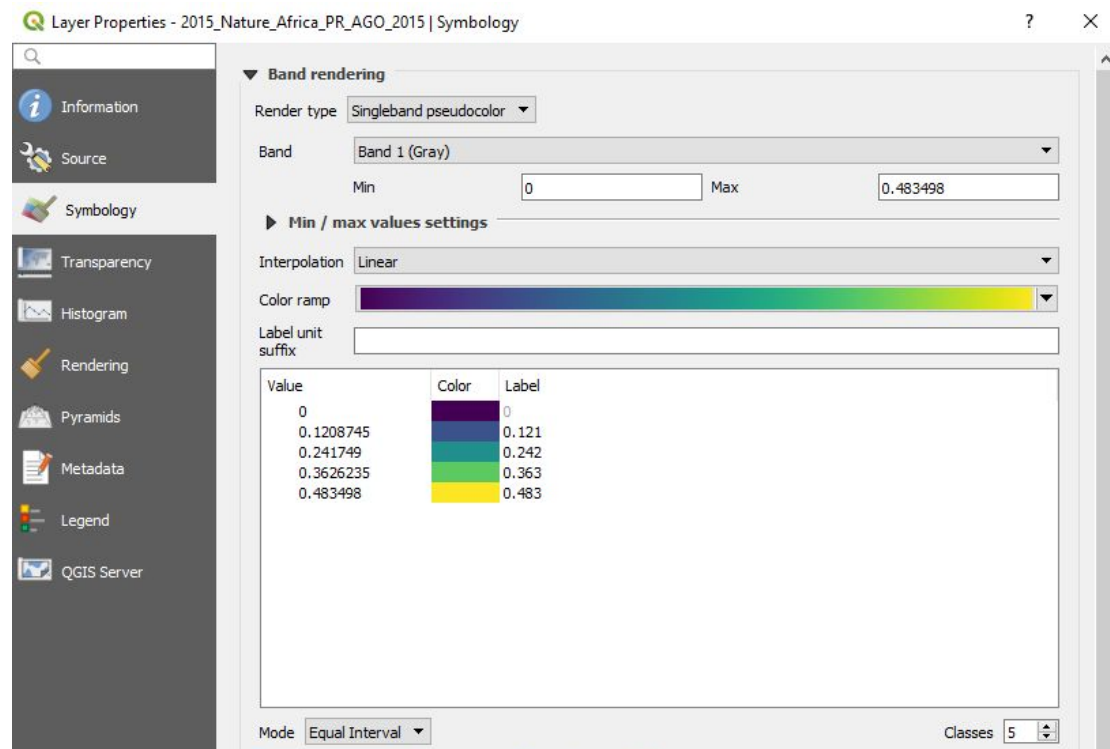 Layer Properties - 2015_Nature_Africa_PR_AGO_2015 | Symbology
?
Information
Source
Symbology
Transparency
Histogram
Rendering
Pyramids
Metadata
Legend
QGIS Server
Band rendering
Render type Singleband pseudocolor
Band Band 1 (Gray)
Min 0 Max 0.483498
Min / max values settings
Interpolation Linear
Color ramp
Label unit
suffix
Value Color Label
0 0
0.1208745 0.121
0.241749 0.242
0.3626235 0.363
0.483498 0.483
Mode Equal Interval Classes 5